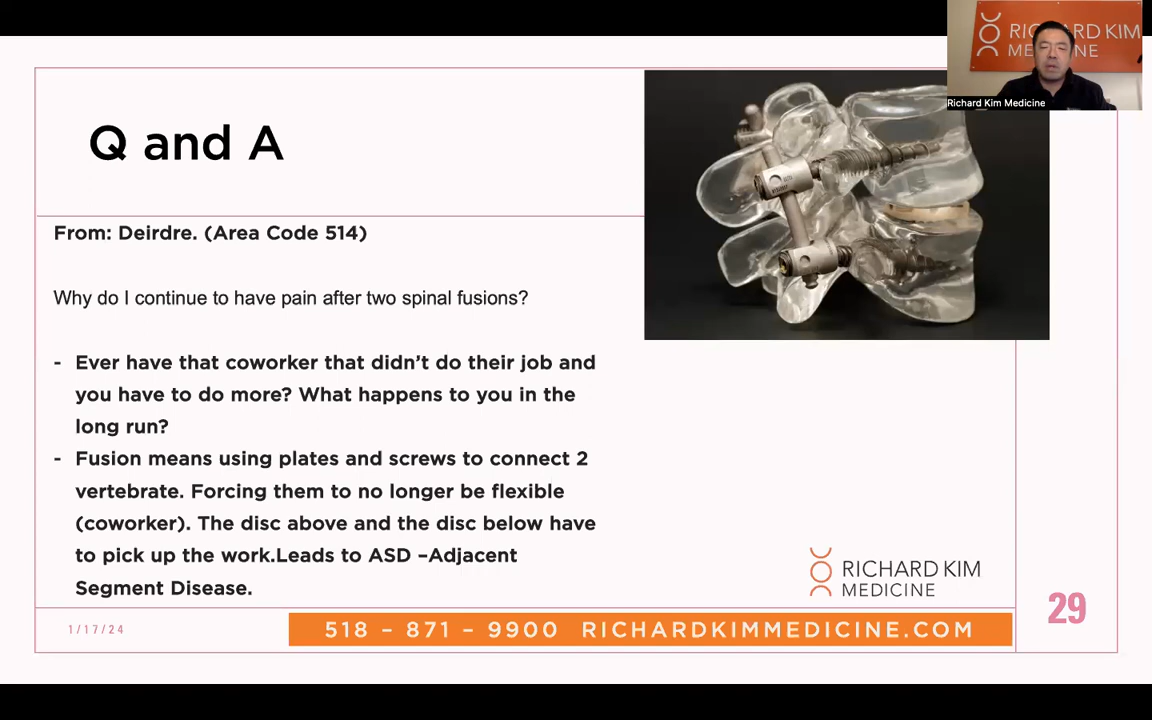 RICHARD KIM
MEDICINE
Richard Kim Medicine
Q and A
From: Deirdre. (Area Code 514)
Why do I continue to have pain after two spinal fusions?
- Ever have that coworker that didn’t do their job and
you have to do more? What happens to you in the
long run?
- Fusion means using plates and screws to connect 2
vertebrate. Forcing them to no longer be flexible
(coworker). The disc above and the disc below have
to pick up the work.Leads to ASD –Adjacent
Segment Disease.
RICHARD KIM
MEDICINE
29
1/17/24
518 – 871 – 9900 RICHARDKIMMEDICINE.COM